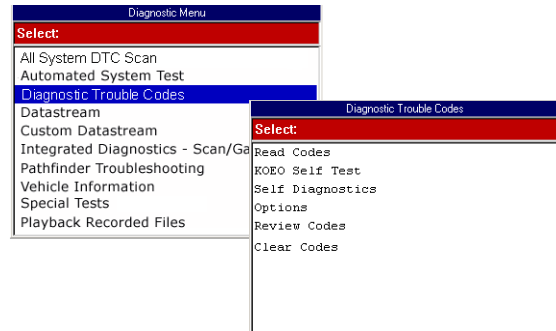 Diagnostic Menu
Select:
All System DTC Scan
Automated System Test
Diagnostic Trouble Codes
Datastream
Custom Datastream
Integrated Diagnostics - Scan/Ga
Pathfinder Troubleshooting
Vehicle Information
Special Tests
Playback Recorded Files
Diagnostic Trouble Codes
Select:
Read Codes
KOEO Self Test
Self Diagnostics
Options
Review Codes
Clear Codes